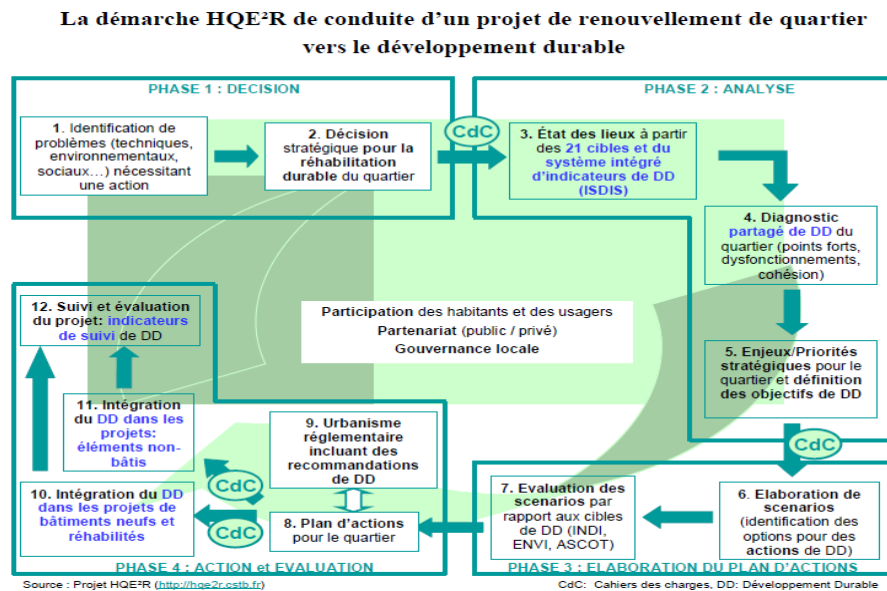 La démarche HQE²R de conduite d'un projet de renouvellement de quartier
vers le développement durable
PHASE 1 : DECISION
1. Identification de
problèmes (techniques,
environnementaux,
sociaux...) nécessitant
une action
2. Décision
stratégique pour la
réhabilitation
durable du quartier
CdC
PHASE 2 : ANALYSE
3. État des lieux à partir
des 21 cibles et du
système intégré
d'indicateurs de DD
(ISDIS)
4. Diagnostic
partagé de DD du
quartier (points forts,
dysfonctionnements,
cohésion)
5. Enjeux/Priorités
stratégiques pour le
quartier et définition
des objectifs de DD
CdC
Participation des habitants et des usagers
Partenariat (public / privé)
Gouvernance locale
6. Elaboration de
scenarios
(identification des
options pour des
actions de DD)
7. Evaluation des
scenarios par
rapport aux cibles
de DD (INDI,
ENVI, ASCOT)
PHASE 3 : ELABORATION DU PLAN D'ACTIONS
8. Plan d'actions
pour le quartier
9. Urbanisme
réglementaire
incluant des
recommandations
de DD
CdC
CdC
10. Intégration du DD
dans les projets de
bâtiments neufs et
réhabilités
11. Intégration
du DD dans les
projets:
éléments non-
bâtis
12. Suivi et évaluation
du projet: indicateurs
de suivi de DD
PHASE 4 : ACTION et EVALUATION
Source : Projet HQE²R (http://hqe2r.cstb.fr)
CdC: Cahiers des charges, DD: Développement Durable